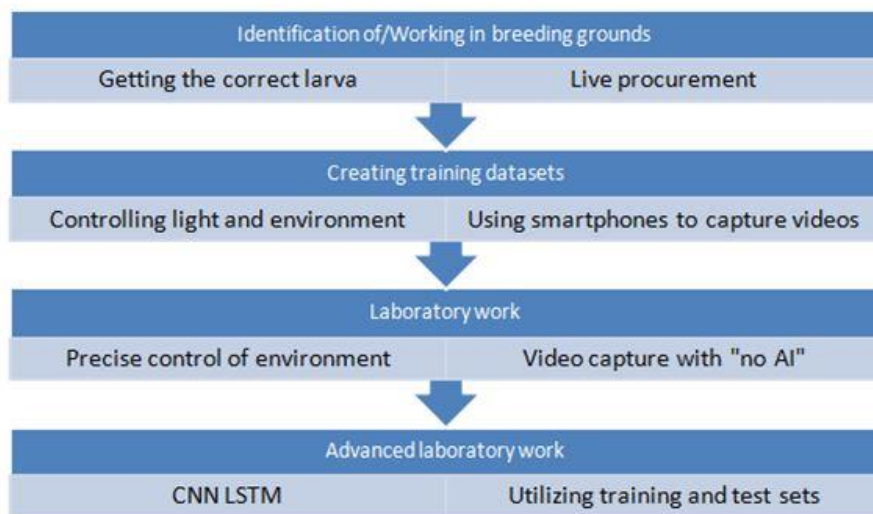 Identification of/Working in breeding grounds
Getting the correct larva
Live procurement
Creating training datasets
Controlling light and environment
Using smartphones to capture videos
Laboratory work
Precise control of environment
Video capture with "no AI"
Advanced laboratory work
CNN LSTM
Utilizing training and test sets